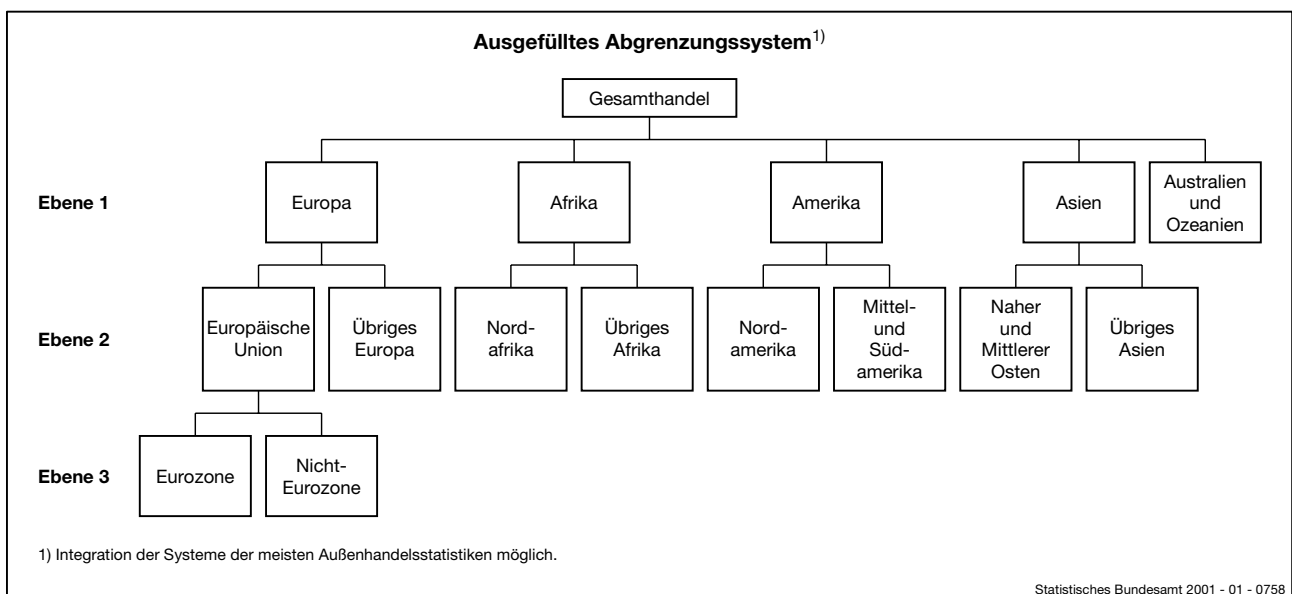 Ausgefülltes Abgrenzungssystem1)
Gesamthandel
Ebene 1
Europa
Afrika
Amerika
Asien
Australien
und
Ozeanien
Ebene 2
Europäische
Union
Übriges
Europa
Nord-
afrika
Übriges
Afrika
Nord-
amerika
Mittel-
und
Süd-
amerika
Naher
und
Mittlerer
Osten
Übriges
Asien
Ebene 3
Eurozone
Nicht-
Eurozone
1) Integration der Systeme der meisten Außenhandelsstatistiken möglich.
Statistisches Bundesamt 2001 - 01 - 0758